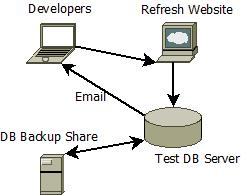 Developers
Refresh Website
Email
DB Backup Share
Test DB Server